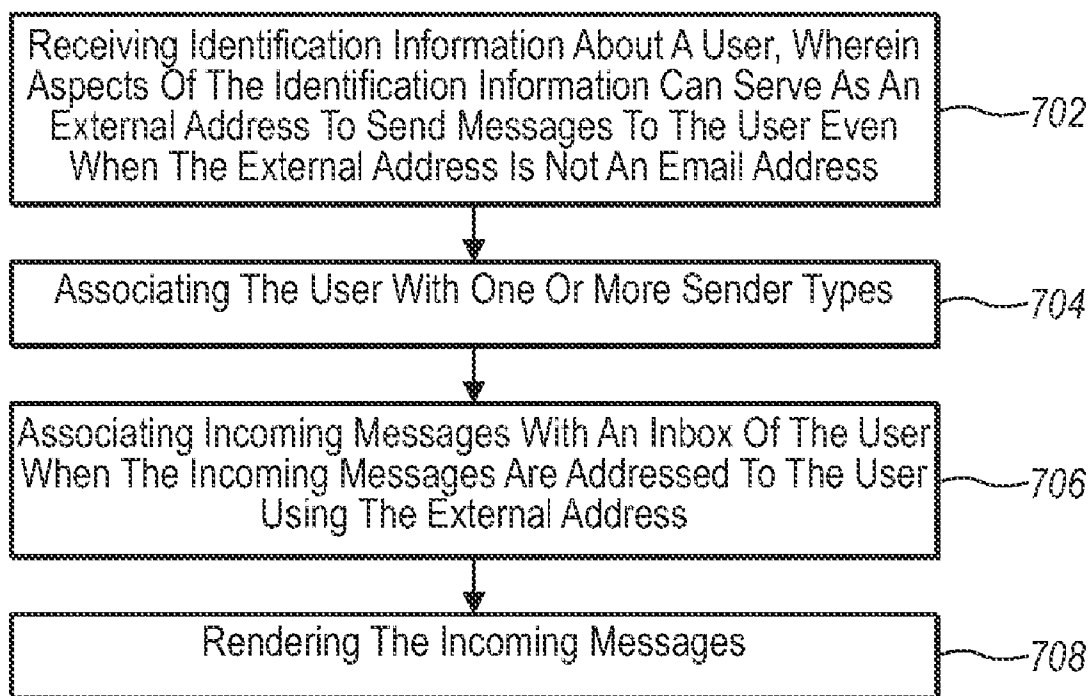 Receiving Identification Information About A User, Wherein
Aspects Of The Identification Information Can Serve As An
External Address To Send Messages To The User Even
When The External Address Is Not An Email Address
702
Associating The User With One Or More Sender Types
704
Associating Incoming Messages With An Inbox Of The User
When The Incoming Messages Are Addressed To The User
Using The External Address
706
Rendering The Incoming Messages
708